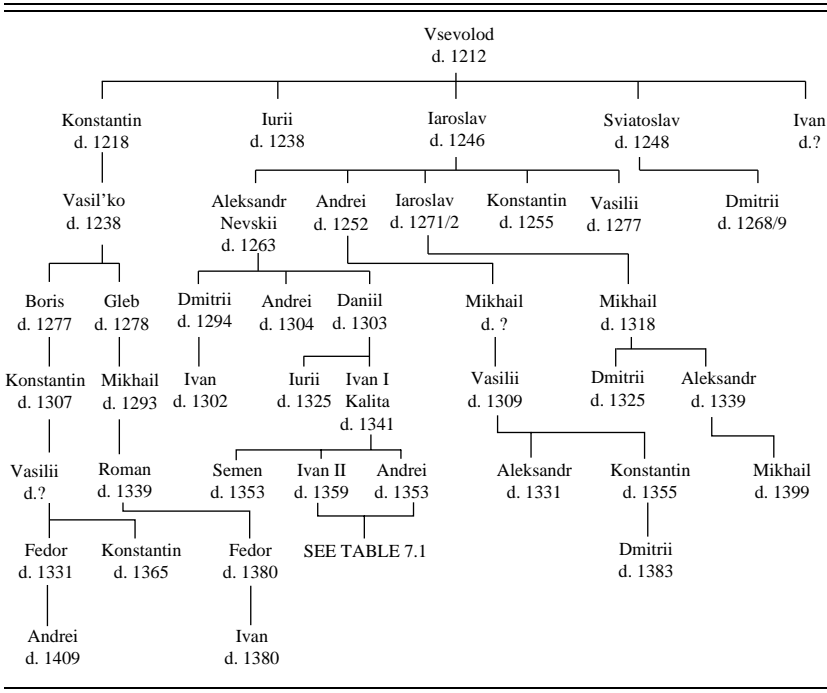 Vsevolod
d. 1212
Konstantin
d. 1218
Iurii
d. 1238
Iaroslav
d. 1246
Sviatoslav
d. 1248
Ivan
d.?
Vasil’ko
d. 1238
Aleksandr
Nevskii
d. 1263
Andrei
d. 1252
Iaroslav
d. 1271/2
Konstantin
d. 1255
Vasilii
d. 1277
Dmitrii
d. 1268/9
Boris
d. 1277
Gleb
d. 1278
Dmitrii
d. 1294
Andrei
d. 1304
Daniil
d. 1303
Mikhail
d. ?
Mikhail
d. 1318
Konstantin
d. 1307
Mikhail
d. 1293
Ivan
d. 1302
Iurii
d. 1325
Ivan I
Kalita
d. 1341
Vasilii
d. 1309
Dmitrii
d. 1325
Aleksandr
d. 1339
Vasilii
d.?
Roman
d. 1339
Semen
d. 1353
Ivan II
d. 1359
Andrei
d. 1353
Aleksandr
d. 1331
Konstantin
d. 1355
Mikhail
d. 1399
Fedor
d. 1331
Konstantin
d. 1365
Fedor
d. 1380
SEE TABLE 7.1
Dmitrii
d. 1383
Andrei
d. 1409
Ivan
d. 1380